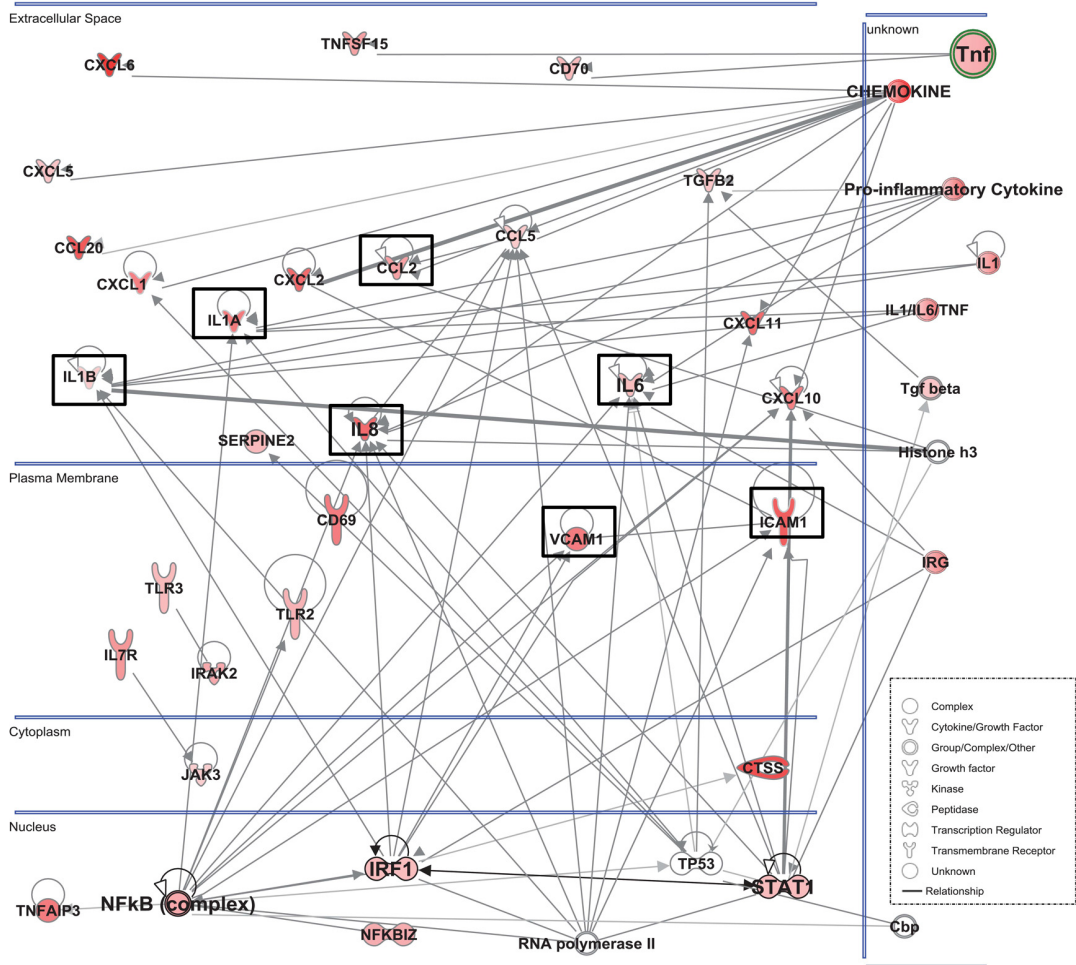 Extracellular Space
unknown
TNFSF15
Tnf
CXCL6
CD70
CHEMOKINE
CXCL5
TGFB2
Pro-inflammatory Cytokine
CCL5
CCL20
CXCL1
CXCL2
CCL2
IL1
IL1A
CXCL11
IL1/IL6/TNF
IL1B
IL6
CXCL10
Tgf beta
SERPINE2
IL8
Histone h3
Plasma Membrane
CD69
VCAM1
ICAM1
TLR3
TLR2
IRG
IL7R
IRAK2
Cytoplasm
JAK3
CTSS
Nucleus
IRF1
TP53
STAT1
TNFAIP3
NFkB (complex)
NFKBIZ
RNA polymerase II
Cbp
Complex
Cytokine/Growth Factor
Group/Complex/Other
Growth factor
Kinase
Peptidase
Transcription Regulator
Transmembrane Receptor
Unknown
Relationship